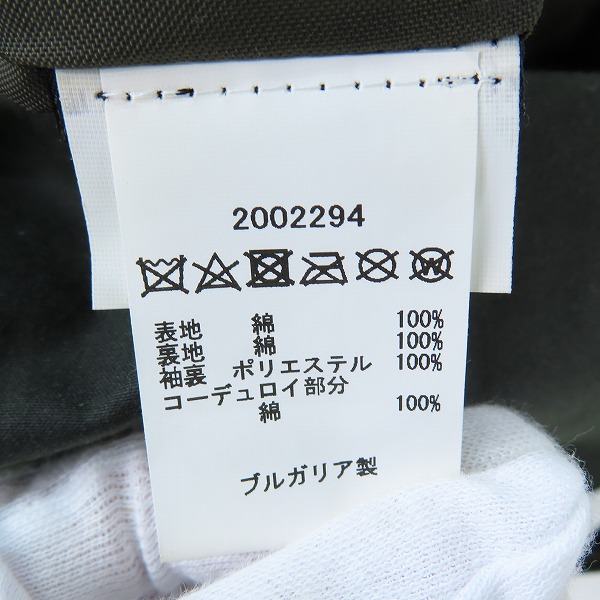 2002294
表地 綿 100%
裏地 綿 100%
袖裏 ポリエステル 100%
コーデュロイ部分
綿 100%
ブルガリア製